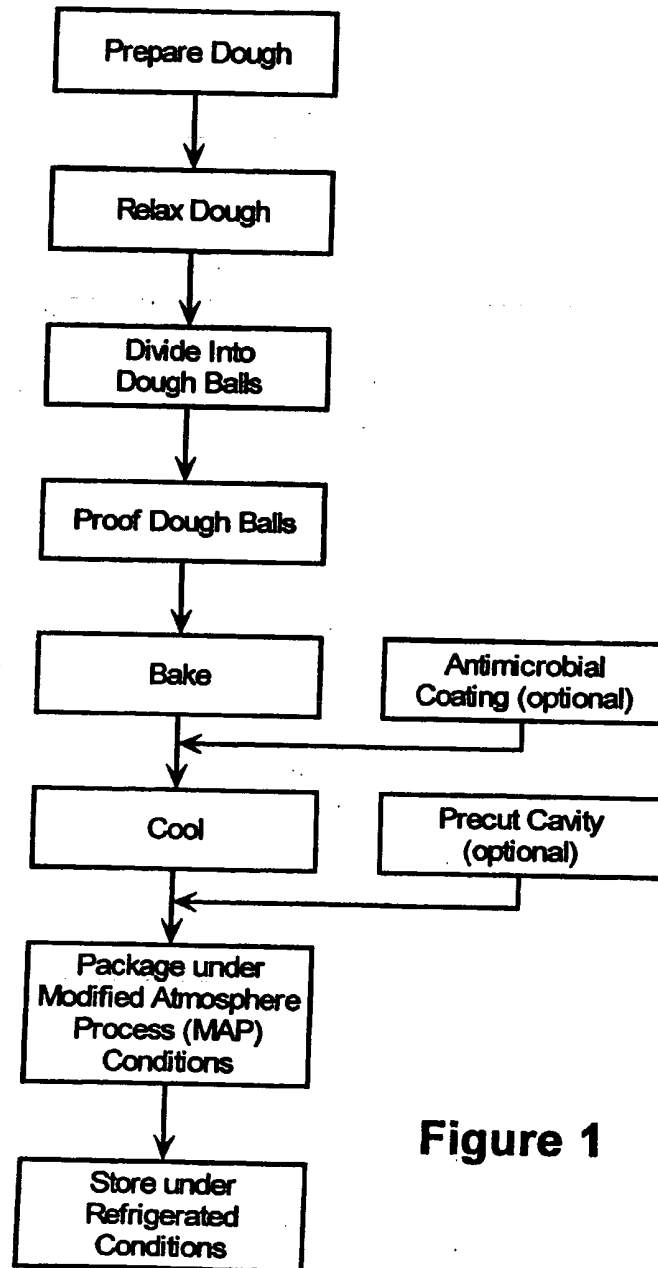 Prepare Dough
Relax Dough
Divide Into
Dough Balls
Proof Dough Balls
Bake
Antimicrobial
Coating (optional)
Cool
Precut Cavity
(optional)
Package under
Modified Atmosphere
Process (MAP)
Conditions
Store under
Refrigerated
Conditions
Figure 1